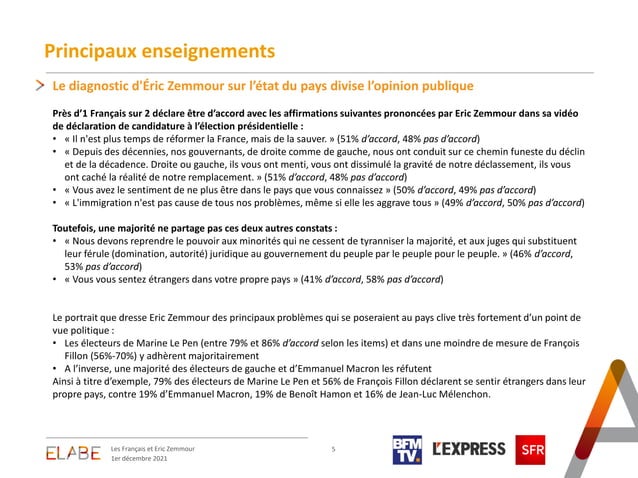 Principaux enseignements
Le diagnostic d'Éric Zemmour sur l'état du pays divise l'opinion publique
Près d'1 Français sur 2 déclare être d'accord avec les affirmations suivantes prononcées par Eric Zemmour dans sa vidéo
de déclaration de candidature à l'élection présidentielle :
• « Il n'est plus temps de réformer la France, mais de la sauver. » (51% d'accord, 48% pas d'accord)
• « Depuis des décennies, nos gouvernants, de droite comme de gauche, nous ont conduit sur ce chemin funeste du déclin
et de la décadence. Droite ou gauche, ils vous ont menti, vous ont dissimulé la gravité de notre déclassement, ils vous
ont caché la réalité de notre remplacement. » (51% d'accord, 48% pas d'accord)
• « Vous avez le sentiment de ne plus être dans le pays que vous connaissez » (50% d'accord, 49% pas d'accord)
• « L'immigration n'est pas cause de tous nos problèmes, même si elle les aggrave tous » (49% d'accord, 50% pas d'accord)
Toutefois, une majorité ne partage pas ces deux autres constats :
• « Nous devons reprendre le pouvoir aux minorités qui ne cessent de tyranniser la majorité, et aux juges qui substituent
leur férule (domination, autorité) juridique au gouvernement du peuple par le peuple pour le peuple. » (46% d'accord,
53% pas d'accord)
• « Vous vous sentez étrangers dans votre propre pays » (41% d'accord, 58% pas d'accord)
Le portrait que dresse Eric Zemmour des principaux problèmes qui se poseraient au pays clive très fortement d'un point de
vue politique :
• Les électeurs de Marine Le Pen (entre 79% et 86% d'accord selon les items) et dans une moindre de mesure de François
Fillon (56%-70%) y adhèrent majoritairement
• A l'inverse, une majorité des électeurs de gauche et d'Emmanuel Macron les réfutent
Ainsi à titre d'exemple, 79% des électeurs de Marine Le Pen et 56% de François Fillon déclarent se sentir étrangers dans leur
propre pays, contre 19% d'Emmanuel Macron, 19% de Benoît Hamon et 16% de Jean-Luc Mélenchon.
ELABE
Les Français et Eric Zemmour
1er décembre 2021
5
BFM
TV.
L'EXPRESS
SFR